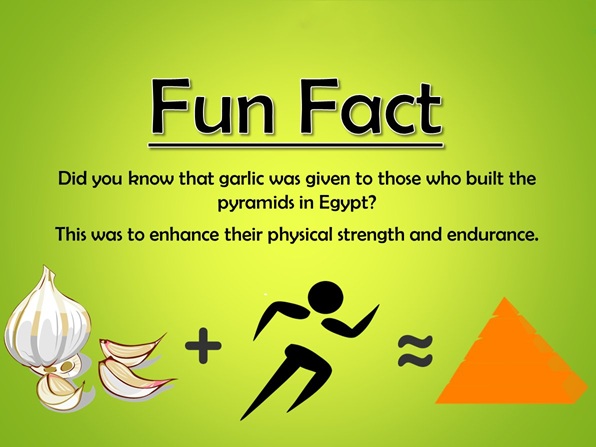 Fun Fact
Did you know that garlic was given to those who built the
pyramids in Egypt?
This was to enhance their physical strength and endurance.
+ ≈